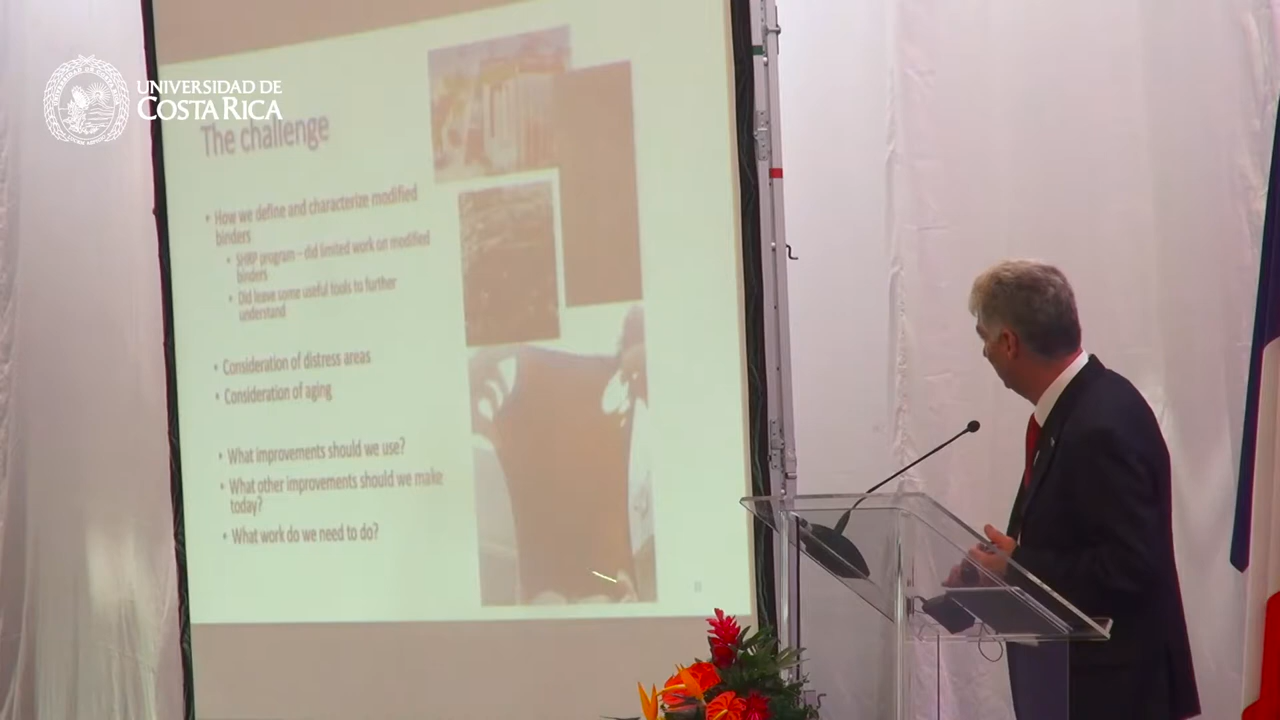 UNIVERSIDAD DE
COSTA RICA
The challenge
• How we define and characterize modified
binders
• SHRP program – did limited work on modified
binders
• Did leave some useful tools to further
understand
• Consideration of distress areas
• Consideration of aging
• What improvements should we use?
• What other improvements should we make
today?
• What work do we need to do?